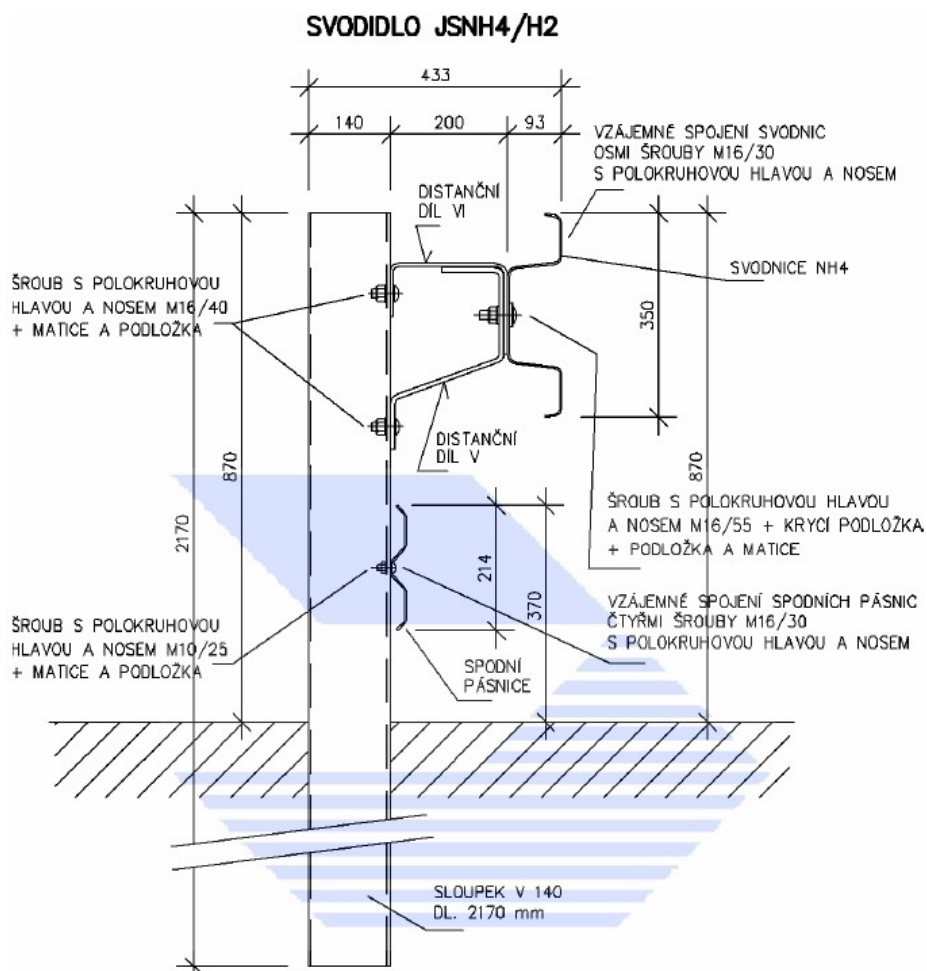 SVODIDLO JSNH4/H2
433
140
200
93
VZÁJEMNÉ SPOJENÍ SVODNIC
OSMI ŠROUBY M16/30
S POLOKRUHOVOU HLAVOU A NOSEM
DISTANČNÍ
DÍL VI
SVODNICE NH4
ŠROUB S POLOKRUHOVOU
HLAVOU A NOSEM M16/40
+ MATICE A PODLOŽKA
350
DISTANČNÍ
DÍL V
870
870
2170
ŠROUB S POLOKRUHOVOU HLAVOU
A NOSEM M16/55 + KRYCÍ PODLOŽKA
+ PODLOŽKA A MATICE
214
370
VZÁJEMNÉ SPOJENÍ SPODNÍCH PÁSNIC
ČTYŘMI ŠROUBY M16/30
S POLOKRUHOVOU HLAVOU A NOSEM
ŠROUB S POLOKRUHOVOU
HLAVOU A NOSEM M10/25
+ MATICE A PODLOŽKA
SPODNÍ
PÁSNICE
SLOUPEK V 140
DL. 2170 mm